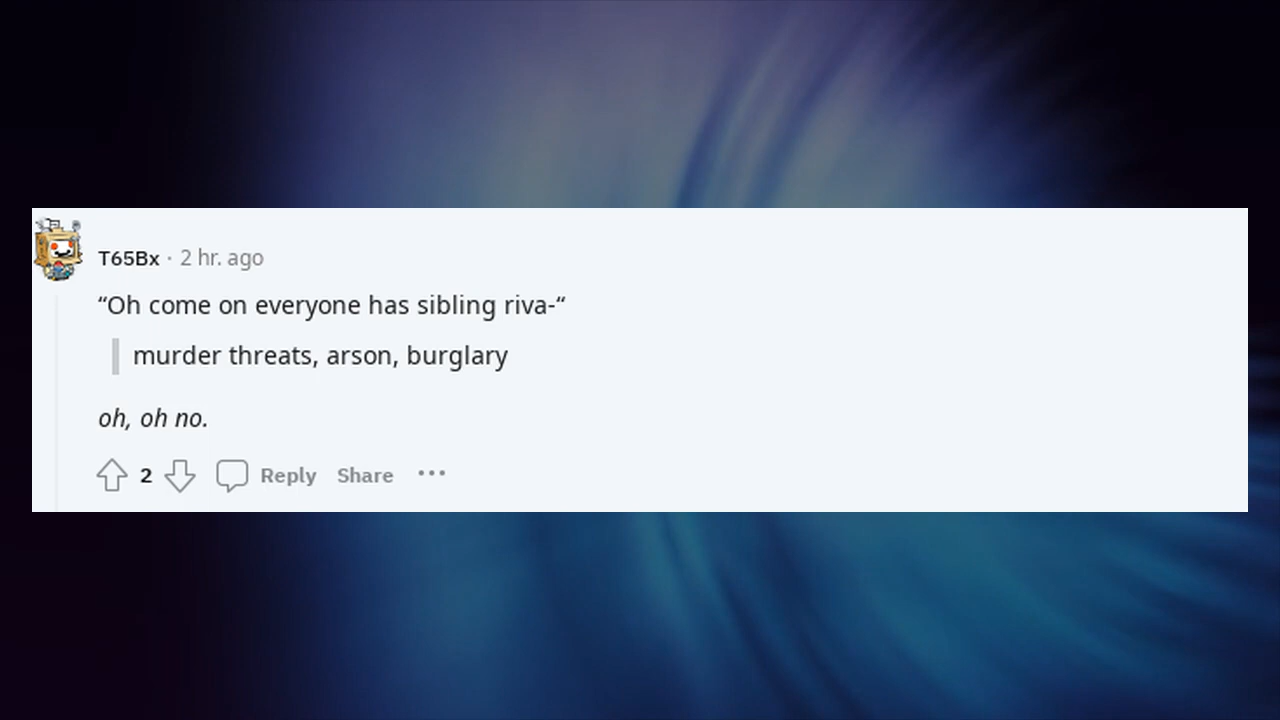 T65Bx · 2 hr. ago
“Oh come on everyone has sibling riva-“
murder threats, arson, burglary
oh, oh no.
2 Reply Share ···